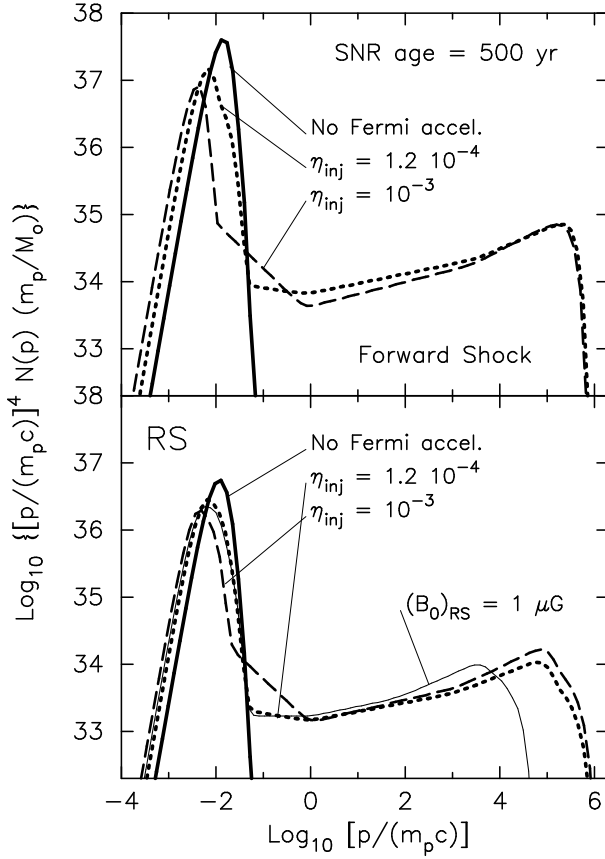 SNR age = 500 yr
No Fermi accel.
η_inj = 1.2 10⁻⁴
η_inj = 10⁻³
Forward Shock
38
37
36
35
34
33
Log₁₀ {[p/(m_pc)]⁴ N(p) (m_p/M_o)}
RS
No Fermi accel.
η_inj = 1.2 10⁻⁴
η_inj = 10⁻³
(B₀)_RS = 1 μG
38
37
36
35
34
33
−4 −2 0 2 4 6
Log₁₀ [p/(m_pc)]